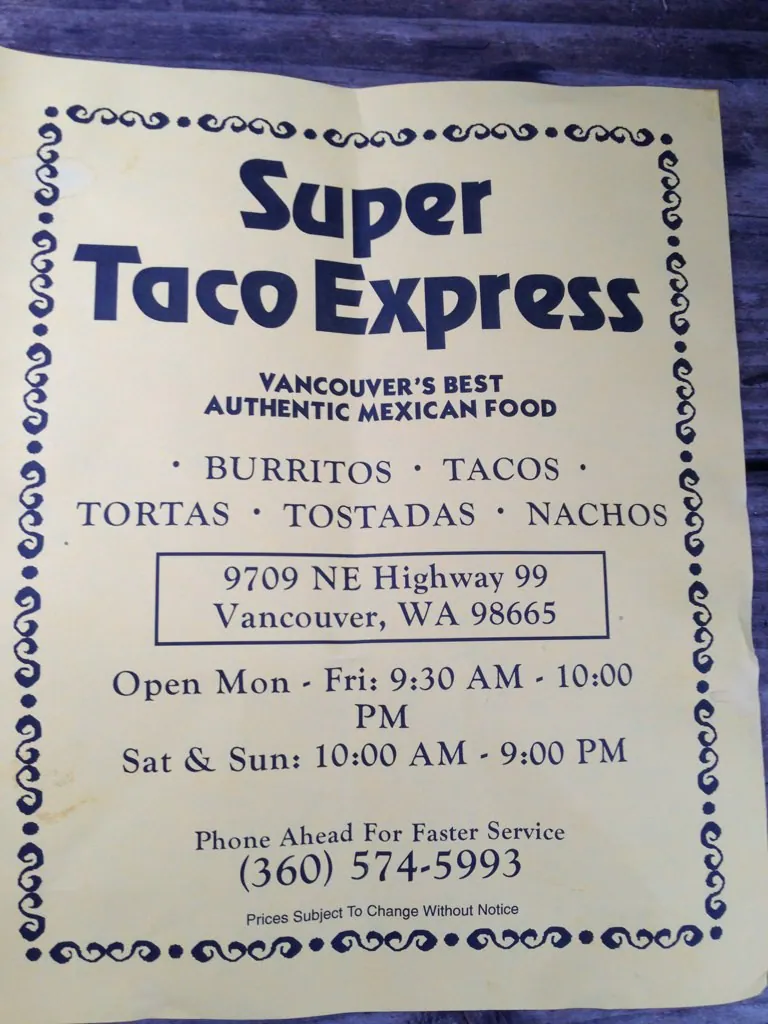 Super
Taco Express
VANCOUVER'S BEST
AUTHENTIC MEXICAN FOOD
· BURRITOS · TACOS ·
TORTAS · TOSTADAS · NACHOS
9709 NE Highway 99
Vancouver, WA 98665
Open Mon - Fri: 9:30 AM - 10:00
PM
Sat & Sun: 10:00 AM - 9:00 PM
Phone Ahead For Faster Service
(360) 574-5993
Prices Subject To Change Without Notice